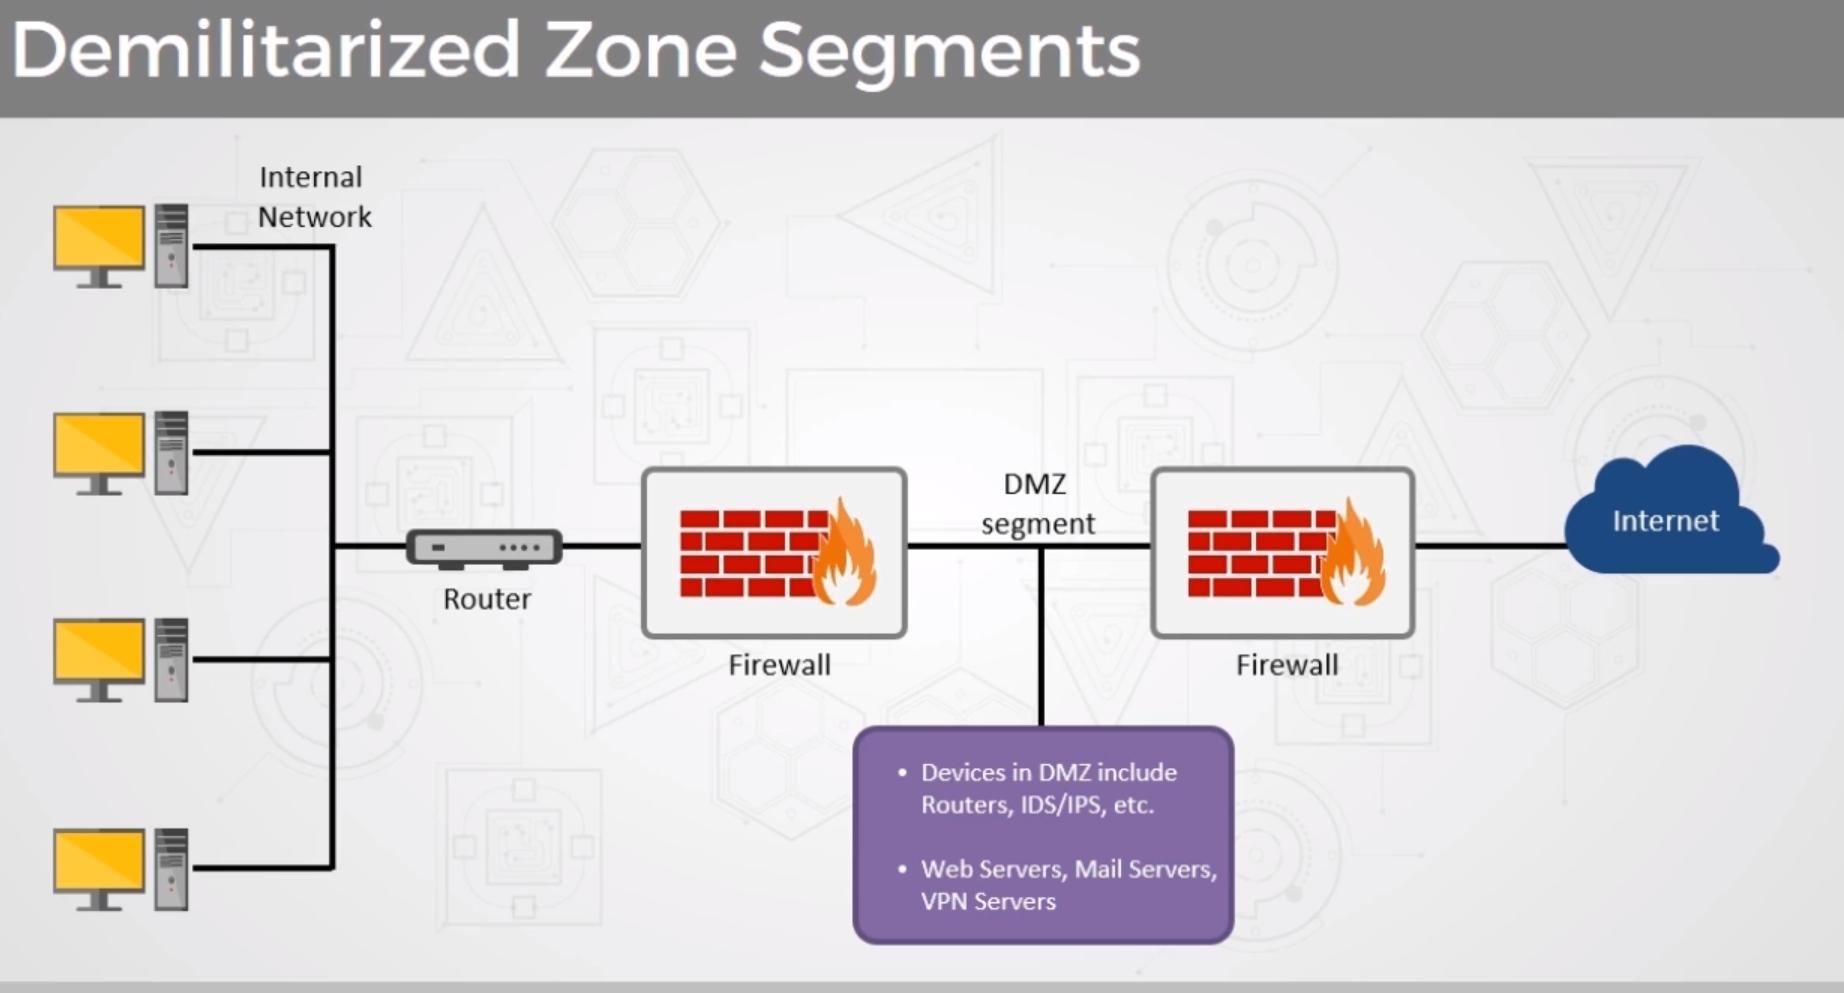 Demilitarized Zone Segments
Internal
Network
Router
Firewall
DMZ
segment
Firewall
Internet
• Devices in DMZ include
Routers, IDS/IPS, etc.
• Web Servers, Mail Servers,
VPN Servers